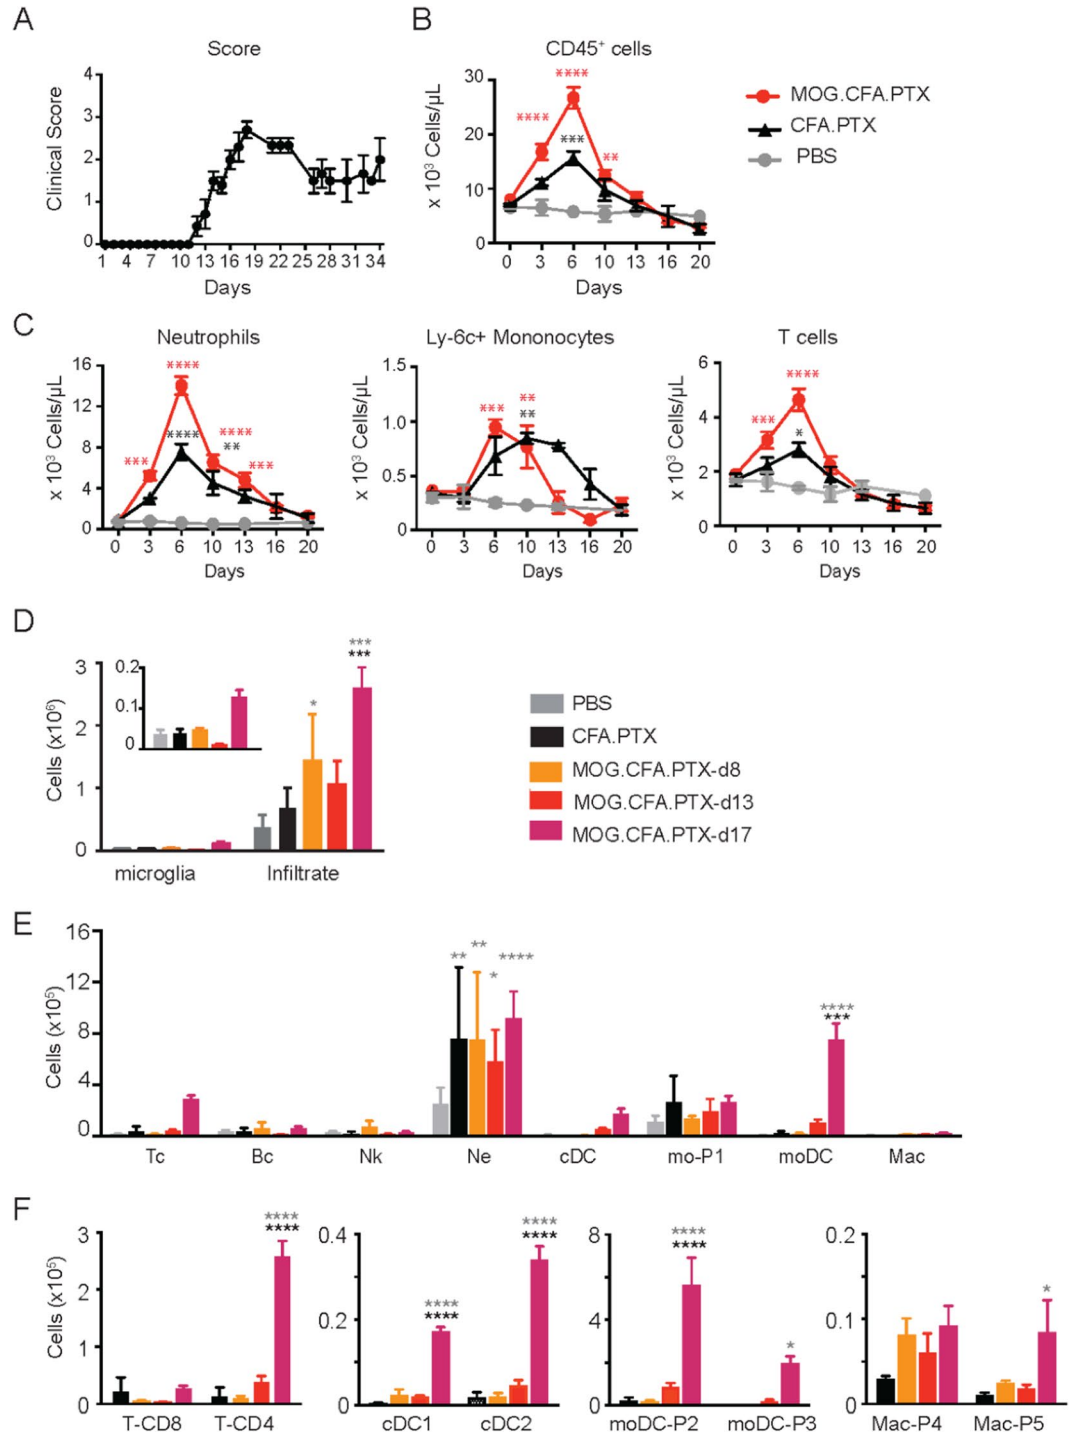 A
Score
Clinical Score
4
3
2
1
0
1 4 7 10 13 16 19 22 25 28 31 34
Days
B
CD45+ cells
x 10³ Cells/µL
30
20
10
0
**** **** *** **
0 3 6 10 13 16 20
Days
MOG.CFA.PTX
CFA.PTX
PBS
C
Neutrophils
x 10³ Cells/µL
16
12
8
4
0
*** **** **** **** ** ***
0 3 6 10 13 16 20
Days
Ly-6c+ Mononocytes
x 10³ Cells/µL
1.5
1.0
0.5
0
*** ** **
0 3 6 10 13 16 20
Days
T cells
x 10³ Cells/µL
6
4
2
0
*** **** *
0 3 6 10 13 16 20
Days
D
Cells (x10⁶)
3
2
1
0
0.2
0.1
0
*
***
***
microglia Infiltrate
PBS
CFA.PTX
MOG.CFA.PTX-d8
MOG.CFA.PTX-d13
MOG.CFA.PTX-d17
E
Cells (x10⁵)
16
12
8
4
0
** ** * ****
****
***
Tc Bc Nk Ne cDC mo-P1 moDC Mac
F
Cells (x10⁵)
3
2
1
0
****
****
T-CD8 T-CD4
0.4
0.2
0
****
****
****
****
cDC1 cDC2
8
4
0
****
****
*
moDC-P2 moDC-P3
0.2
0.1
0
*
Mac-P4 Mac-P5